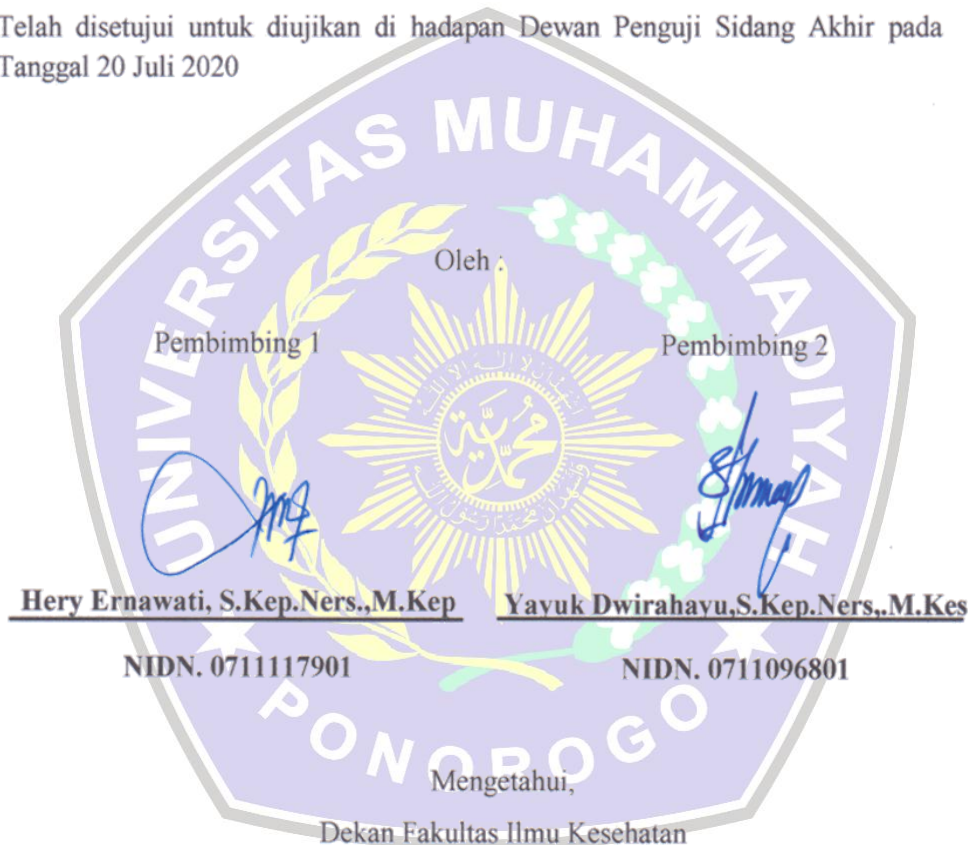 Telah disetujui untuk diujikan di hadapan Dewan Penguji Sidang Akhir pada
Tanggal 20 Juli 2020
UNIVERSITAS MUHAMMADIYAH
Oleh :
Pembimbing 1 Pembimbing 2
محمد
Hery Ernawati, S.Kep.Ners.,M.Kep Yayuk Dwirahayu,S.Kep.Ners,,M.Kes
NIDN. 0711117901 NIDN. 0711096801
PONOROGO
Mengetahui,
Dekan Fakultas Ilmu Kesehatan